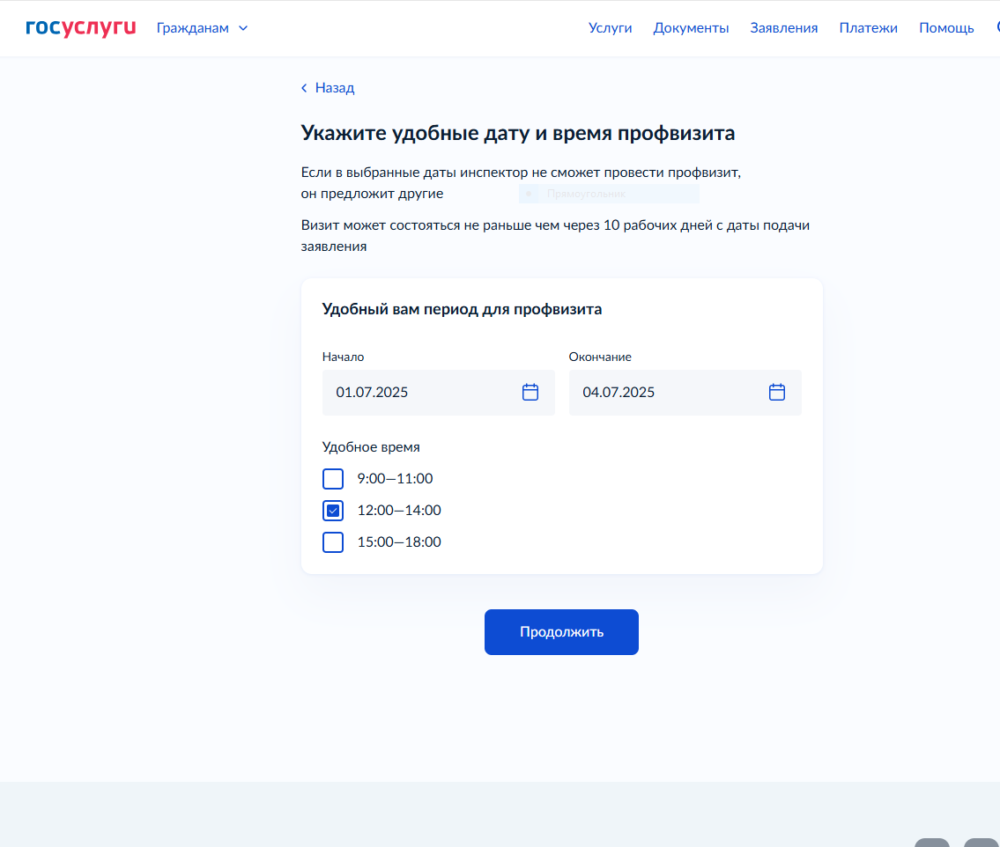 госуслуги Гражданам Услуги Документы Заявления Платежи Помощь
Назад
Укажите удобные дату и время профвизита
Если в выбранные даты инспектор не сможет провести профвизит,
он предложит другие
Прямоугольник
Визит может состояться не раньше чем через 10 рабочих дней с даты подачи
заявления
Удобный вам период для профвизита
Начало Окончание
01.07.2025 04.07.2025
Удобное время
9:00—11:00
12:00—14:00
15:00—18:00
Продолжить